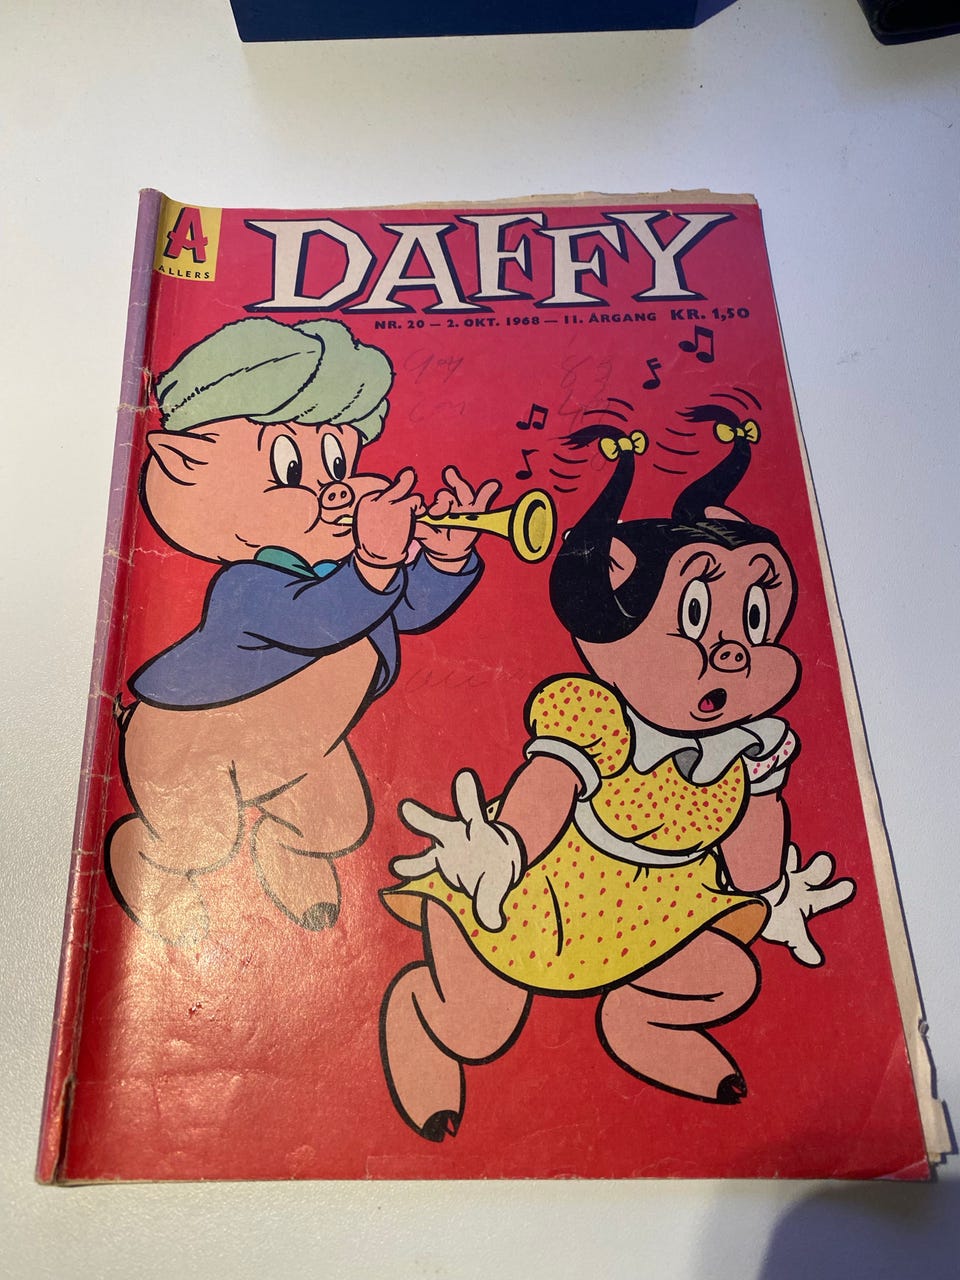 A
ALLERS
DAFFY
NR. 20 – 2. OKT. 1968 – 11. ÅRGANG KR. 1,50